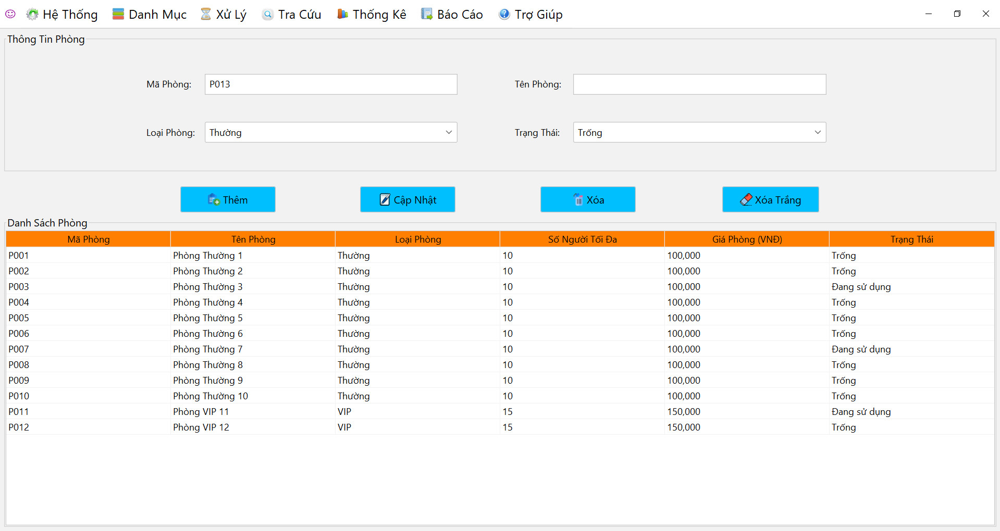 Hệ Thống Danh Mục Xử Lý Tra Cứu Thống Kê Báo Cáo Trợ Giúp
Thông Tin Phòng
Mã Phòng: P013 Tên Phòng:
Loại Phòng: Thường Trạng Thái: Trống
Thêm Cập Nhật Xóa Xóa Trắng
Danh Sách Phòng
Mã Phòng Tên Phòng Loại Phòng Số Người Tối Đa Giá Phòng (VNĐ) Trạng Thái
P001 Phòng Thường 1 Thường 10 100,000 Trống
P002 Phòng Thường 2 Thường 10 100,000 Trống
P003 Phòng Thường 3 Thường 10 100,000 Đang sử dụng
P004 Phòng Thường 4 Thường 10 100,000 Trống
P005 Phòng Thường 5 Thường 10 100,000 Trống
P006 Phòng Thường 6 Thường 10 100,000 Trống
P007 Phòng Thường 7 Thường 10 100,000 Đang sử dụng
P008 Phòng Thường 8 Thường 10 100,000 Trống
P009 Phòng Thường 9 Thường 10 100,000 Trống
P010 Phòng Thường 10 Thường 10 100,000 Trống
P011 Phòng VIP 11 VIP 15 150,000 Đang sử dụng
P012 Phòng VIP 12 VIP 15 150,000 Trống